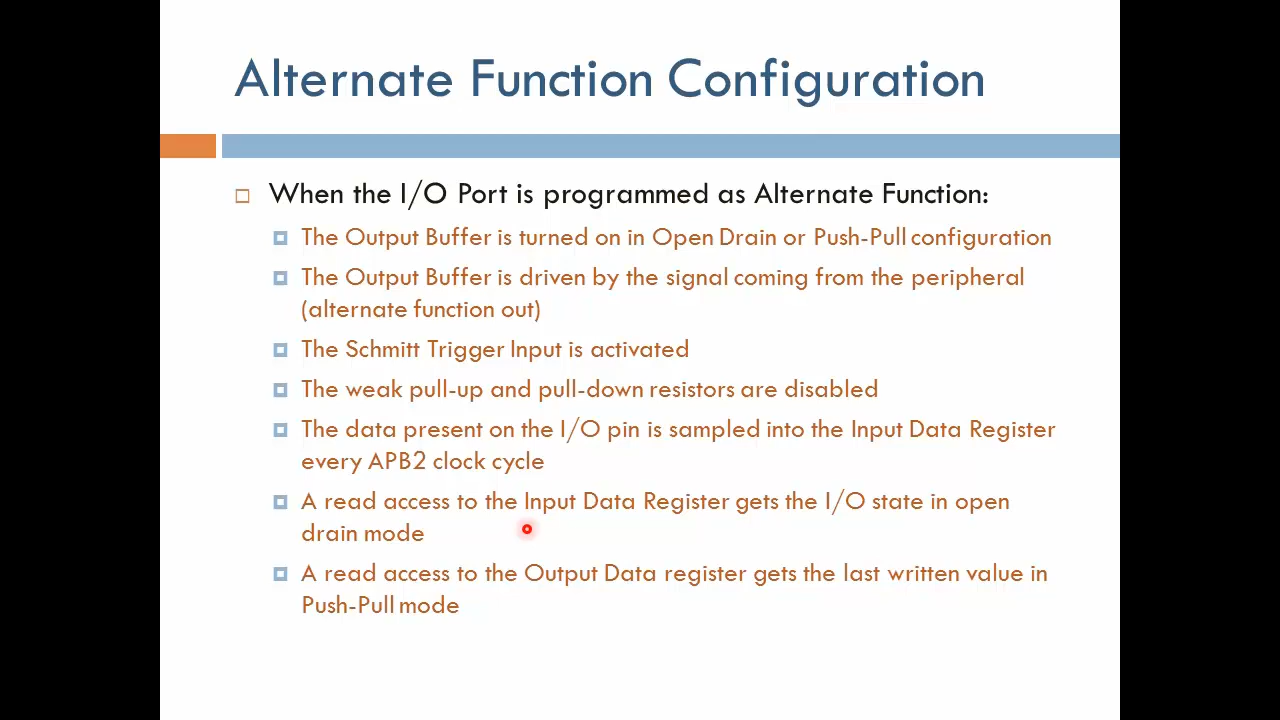 Alternate Function Configuration
When the I/O Port is programmed as Alternate Function:
The Output Buffer is turned on in Open Drain or Push-Pull configuration
The Output Buffer is driven by the signal coming from the peripheral
(alternate function out)
The Schmitt Trigger Input is activated
The weak pull-up and pull-down resistors are disabled
The data present on the I/O pin is sampled into the Input Data Register
every APB2 clock cycle
A read access to the Input Data Register gets the I/O state in open
drain mode
A read access to the Output Data register gets the last written value in
Push-Pull mode